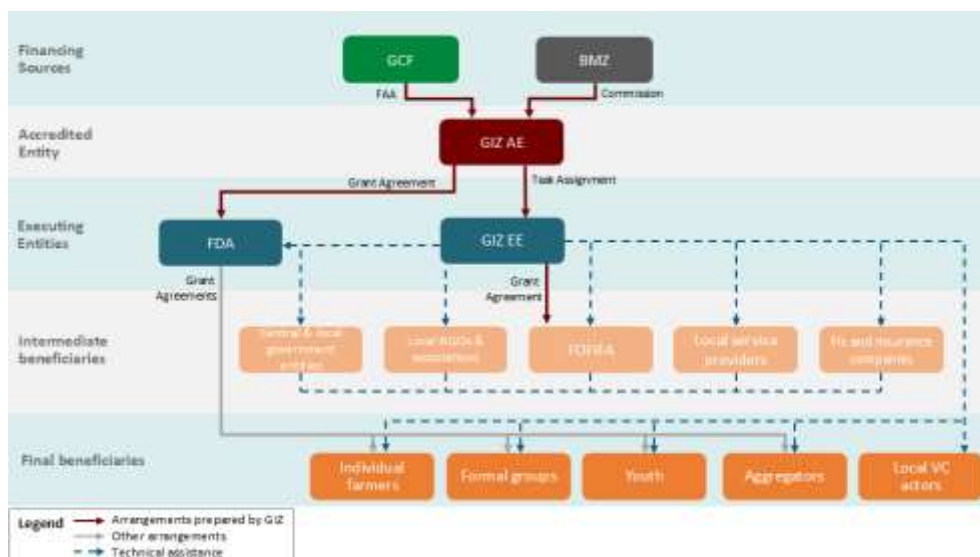 Financing
Sources
GCF
BMZ
FAA
Commission
Accredited
Entity
GIZ AE
Grant Agreement
Task Assignment
Executing
Entities
FDA
GIZ EE
Grant
Agreements
Grant
Agreement
Intermediate
beneficiaries
Central & local
government
entities
Local NGOs &
associations
FOFIFA
Local service
providers
FIs and insurance
companies
Final beneficiaries
Individual
farmers
Formal groups
Youth
Aggregators
Local VC
actors
Legend
Arrangements prepared by GIZ
Other arrangements
Technical assistance